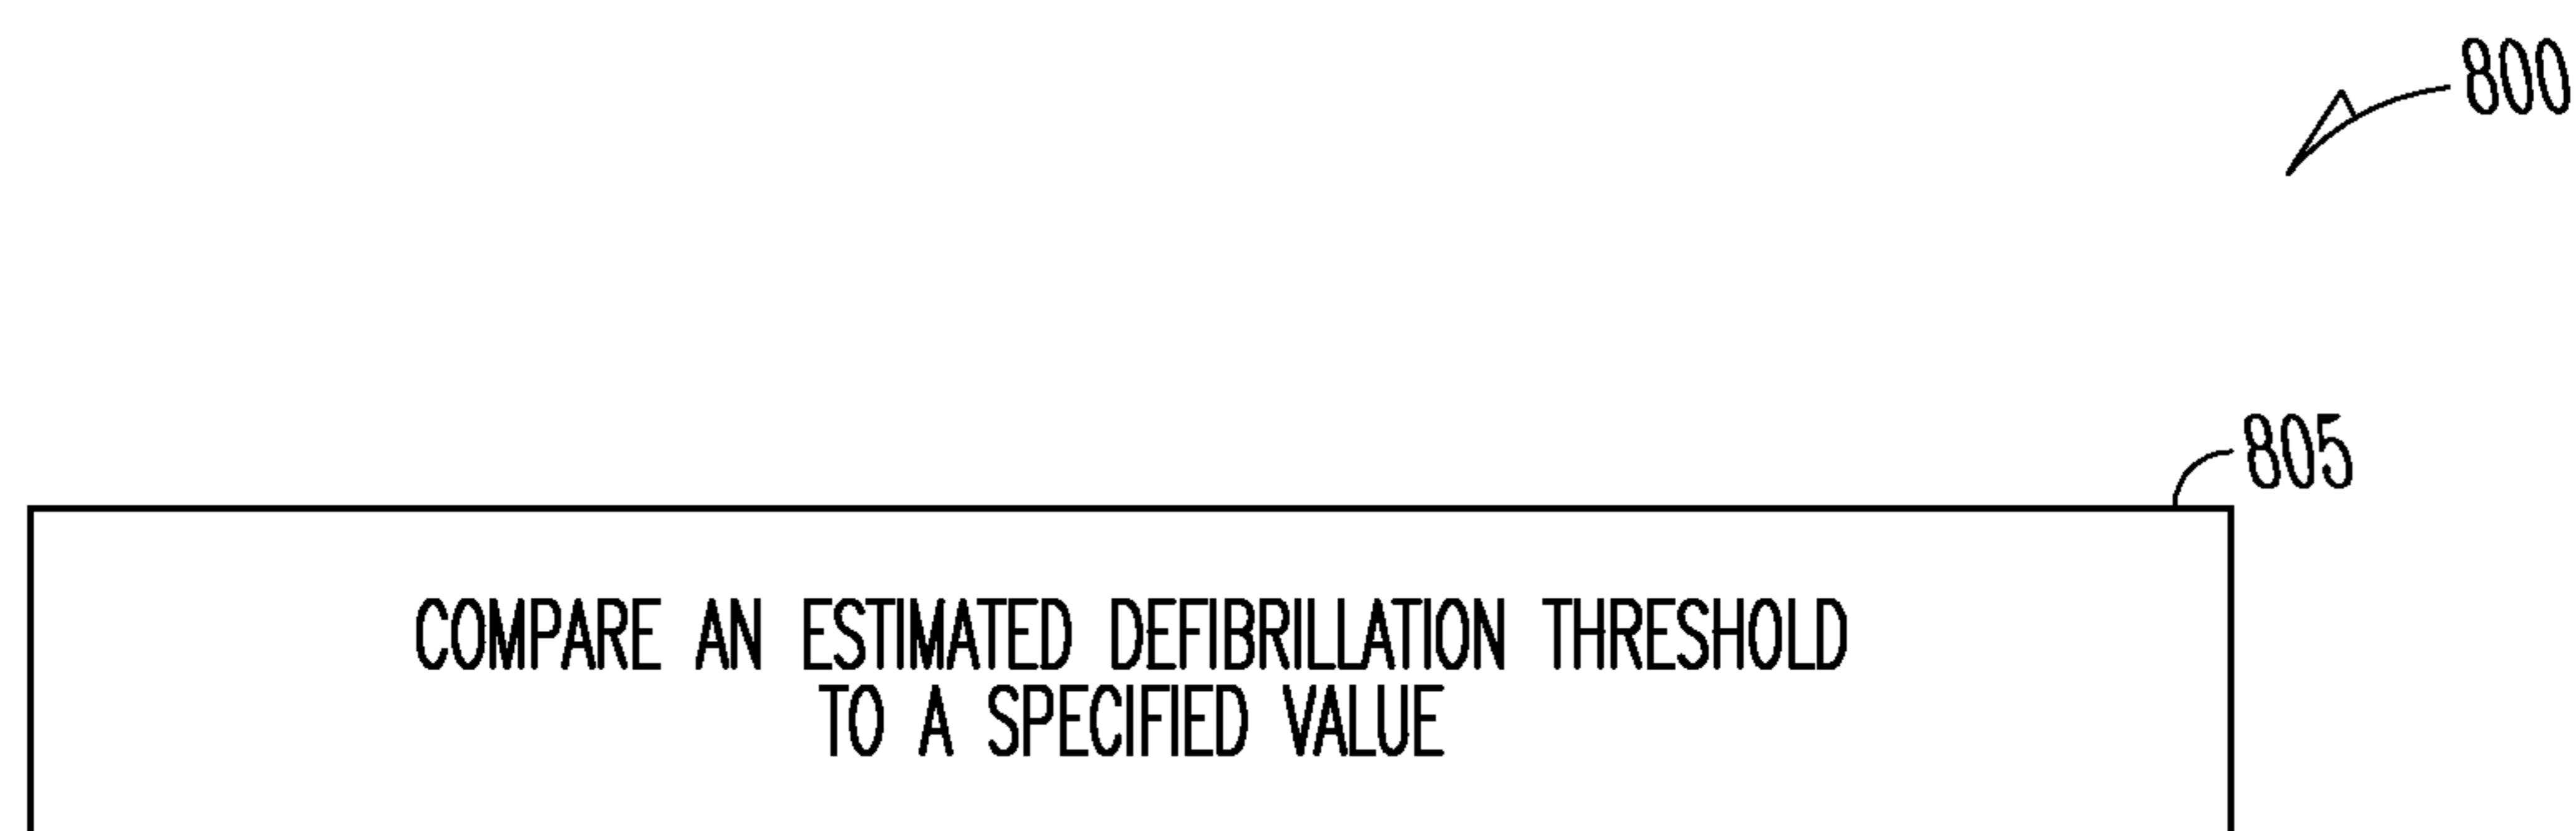 800
805
COMPARE AN ESTIMATED DEFIBRILLATION THRESHOLD
TO A SPECIFIED VALUE